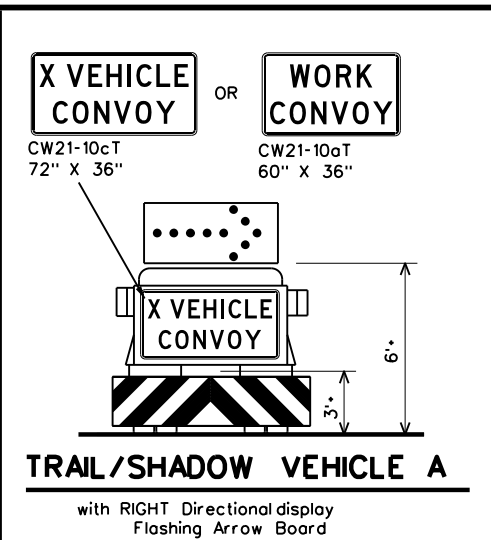 X VEHICLE
CONVOY
OR
WORK
CONVOY
CW21-10cT
72" X 36"
CW21-10aT
60" X 36"
X VEHICLE
CONVOY
6'+
3'+
TRAIL/SHADOW VEHICLE A
with RIGHT Directional display
Flashing Arrow Board